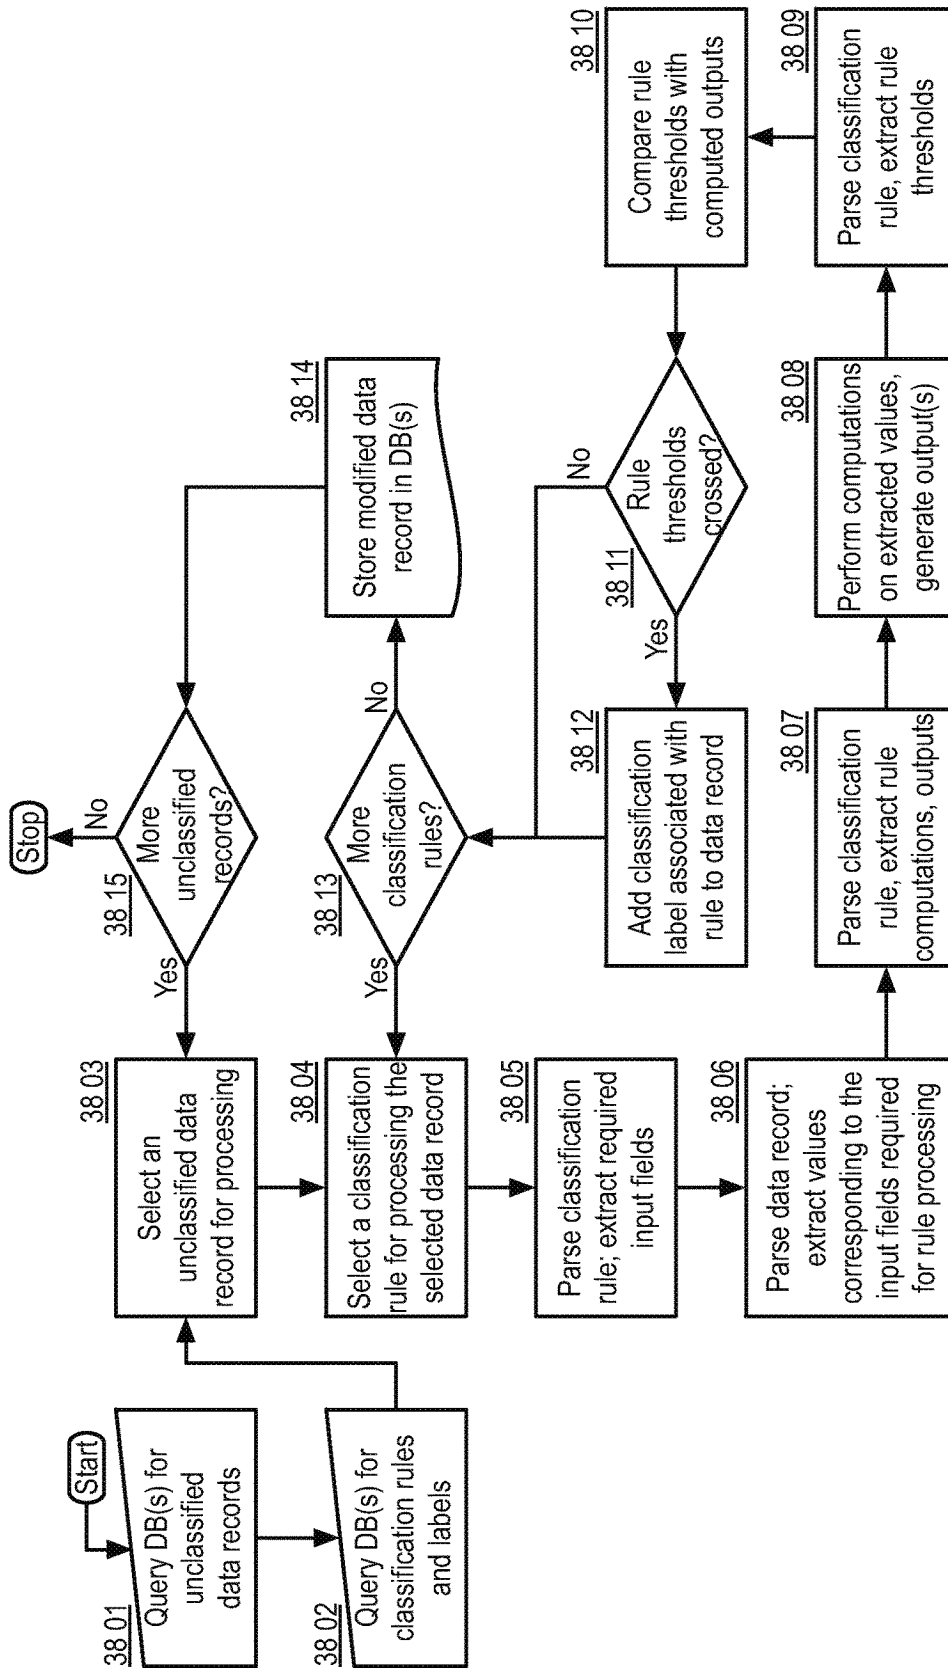 Start
38 01
Query DB(s) for
unclassified
data records
38 02
Query DB(s) for
classification rules
and labels
38 03
Select an
unclassified data
record for processing
38 04
Select a classification
rule for processing the
selected data record
38 05
Parse classification
rule; extract required
input fields
38 06
Parse data record;
extract values
corresponding to the
input fields required
for rule processing
38 07
Parse classification
rule, extract rule
computations, outputs
38 08
Perform computations
on extracted values,
generate output(s)
38 09
Parse classification
rule, extract rule
thresholds
38 10
Compare rule
thresholds with
computed outputs
38 11
Rule
thresholds
crossed?
Yes
No
38 12
Add classification
label associated with
rule to data record
38 13
More
classification
rules?
Yes
No
38 14
Store modified data
record in DB(s)
38 15
More
unclassified
records?
Yes
No
Stop